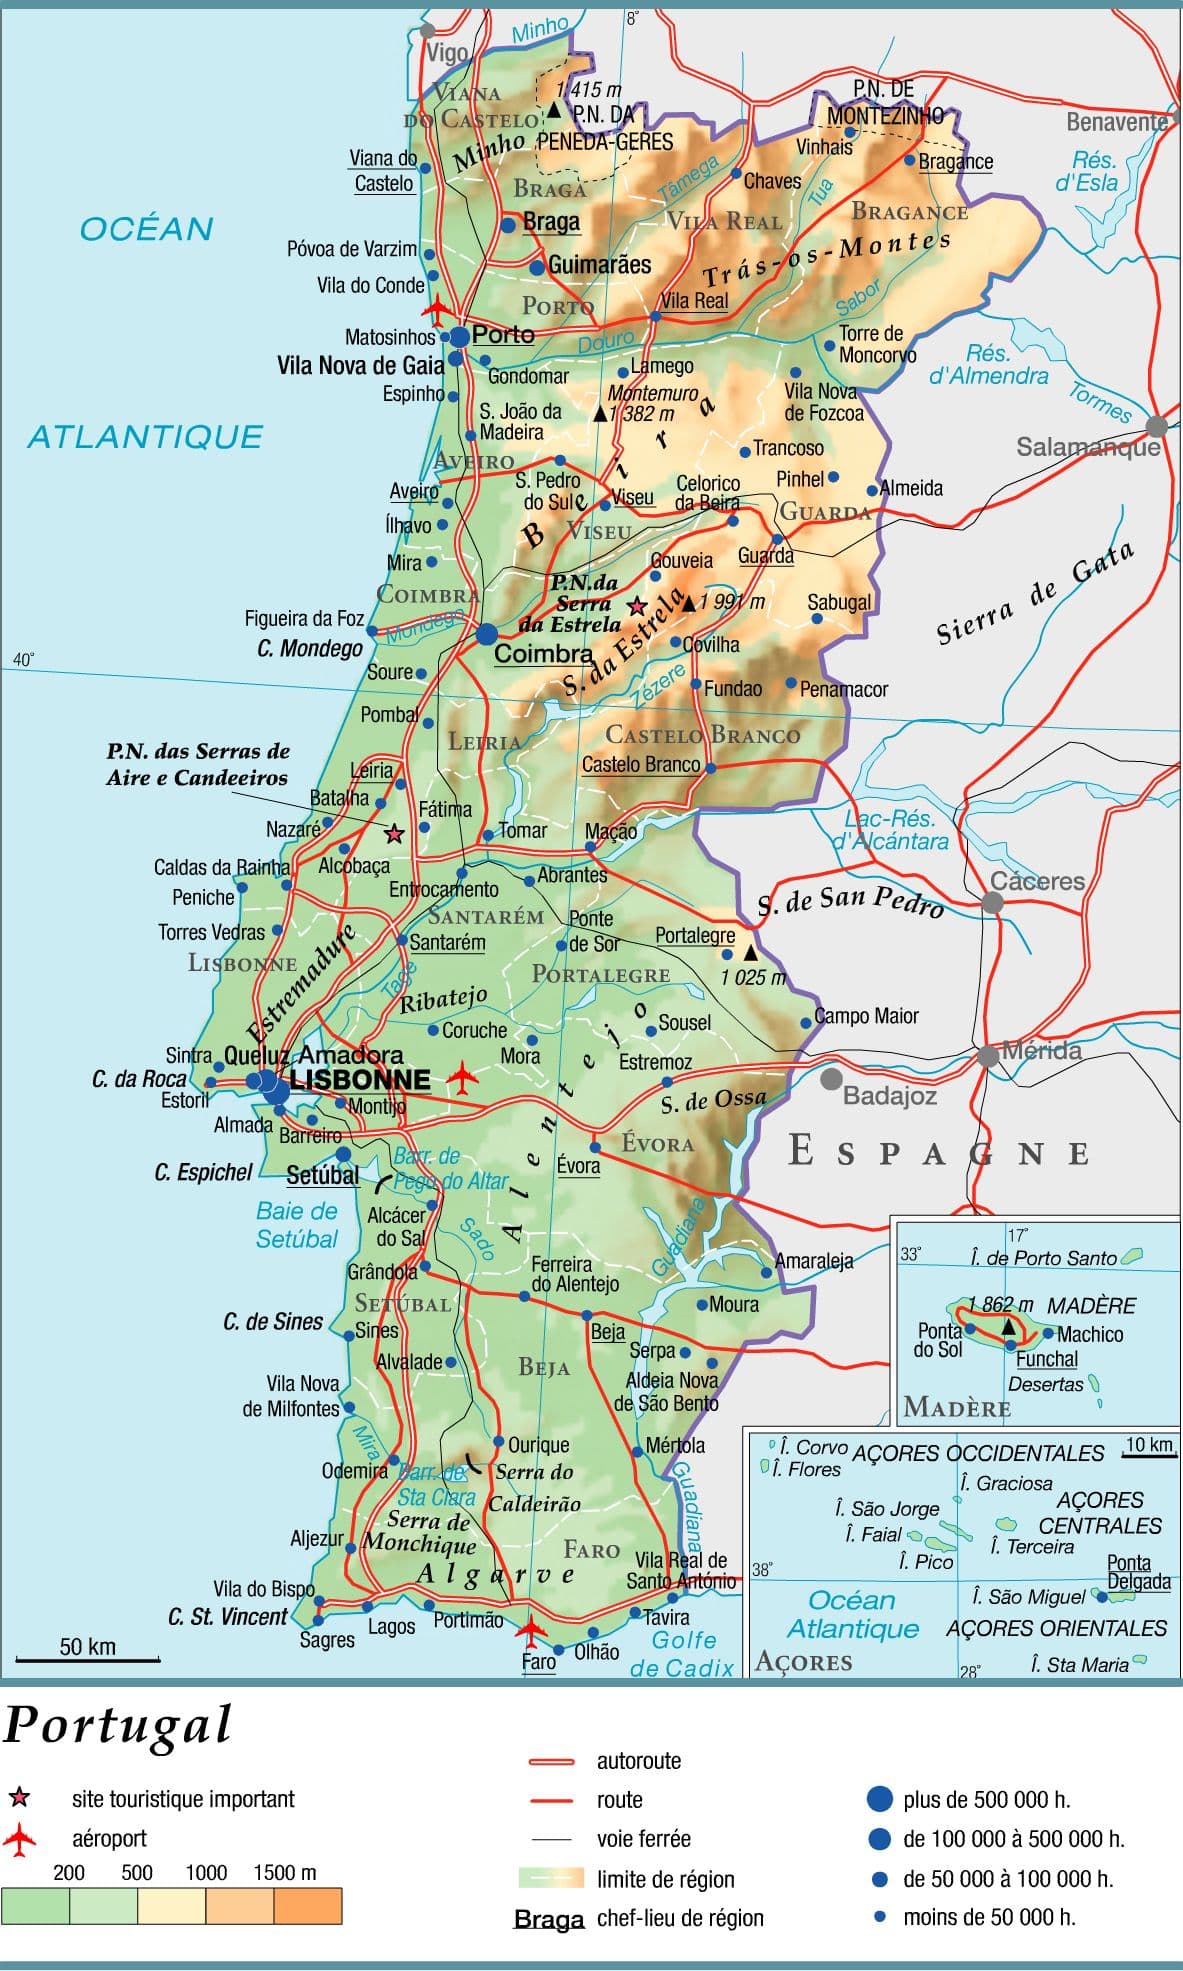 8°
Minho
Vigo
VIANA
DO CASTELO
1 415 m
P.N. DA
PENEDA-GERES
P.N. DE
MONTEZINHO
Benavente
Rés.
d'Esla
Minho
Viana do
Castelo
Vinhais
Bragance
Tâmega
Chaves
Tua
BRAGA
VILA REAL
BRAGANCE
OCÉAN
Braga
Póvoa de Varzim
Guimarães
Trás-os-Montes
Vila do Conde
PORTO
Vila Real
Sabor
Matosinhos
Porto
Douro
Torre de
Moncorvo
Rés.
d'Almendra
Vila Nova de Gaia
Gondomar
Lamego
Espinho
Montemuro
1 382 m
Vila Nova
de Fozcoa
Tormes
S. João da
Madeira
ATLANTIQUE
Beira
Salamanque
Trancoso
AVEIRO
S. Pedro
do Sul
Celorico
da Beira
Pinhel
Almeida
Aveiro
Viseu
GUARDA
Ílhavo
VISEU
Mira
Gouveia
Guarda
P.N.da
Serra
da Estrela
COIMBRA
1 991 m
Sabugal
Serra de Gata
Figueira da Foz
Mondego
C. Mondego
Coimbra
S. da Estrela
Covilha
40°
Soure
Zézere
Fundao
Penamacor
Pombal
LEIRIA
CASTELO BRANCO
P.N. das Serras de
Aire e Candeeiros
Leiria
Castelo Branco
Batalha
Fátima
Nazaré
Tomar
Mação
Lac-Rés.
d'Alcántara
Caldas da Rainha
Alcobaça
Abrantes
Cáceres
Peniche
Entrocamento
SANTARÉM
Ponte
de Sor
S. de San Pedro
Torres Vedras
Santarém
Portalegre
LISBONNE
PORTALEGRE
1 025 m
Estremadure
Tage
Ribatejo
Coruche
Sousel
Campo Maior
Alentejo
Sintra
Queluz
Amadora
Mora
Estremoz
Mérida
C. da Roca
LISBONNE
Estoril
Montijo
S. de Ossa
Badajoz
Almada
Barreiro
ÉVORA
ESPAGNE
C. Espichel
Setúbal
Barr. de
Pego do Altar
Évora
Baie de
Setúbal
Alcácer
do Sal
Sado
Guadiana
Grândola
Ferreira
do Alentejo
Amaraleja
SETÚBAL
Moura
C. de Sines
Sines
Beja
Serpa
Alvalade
BEJA
Aldeia Nova
de São Bento
Vila Nova
de Milfontes
Mira
Ourique
Mértola
Odemira
Barr. de
Sta Clara
Serra do
Caldeirão
Guadiana
Aljezur
Serra de
Monchique
FARO
Algarve
Vila Real de
Santo António
Vila do Bispo
C. St. Vincent
Sagres
Lagos
Portimão
Tavira
Faro
Olhão
Golfe
de Cadix
50 km
17°
33°
Î. de Porto Santo
1 862 m
MADÈRE
Ponta
do Sol
Machico
Funchal
Desertas
MADÈRE
Î. Corvo
AÇORES OCCIDENTALES
10 km
Î. Flores
Î. Graciosa
Î. São Jorge
AÇORES
CENTRALES
Î. Faial
Î. Pico
Î. Terceira
38°
Ponta
Delgada
Océan
Atlantique
Î. São Miguel
AÇORES ORIENTALES
AÇORES
28°
Î. Sta Maria
Portugal
site touristique important
aéroport
200 500 1000 1500 m
autoroute
route
voie ferrée
limite de région
Braga chef-lieu de région
plus de 500 000 h.
de 100 000 à 500 000 h.
de 50 000 à 100 000 h.
moins de 50 000 h.